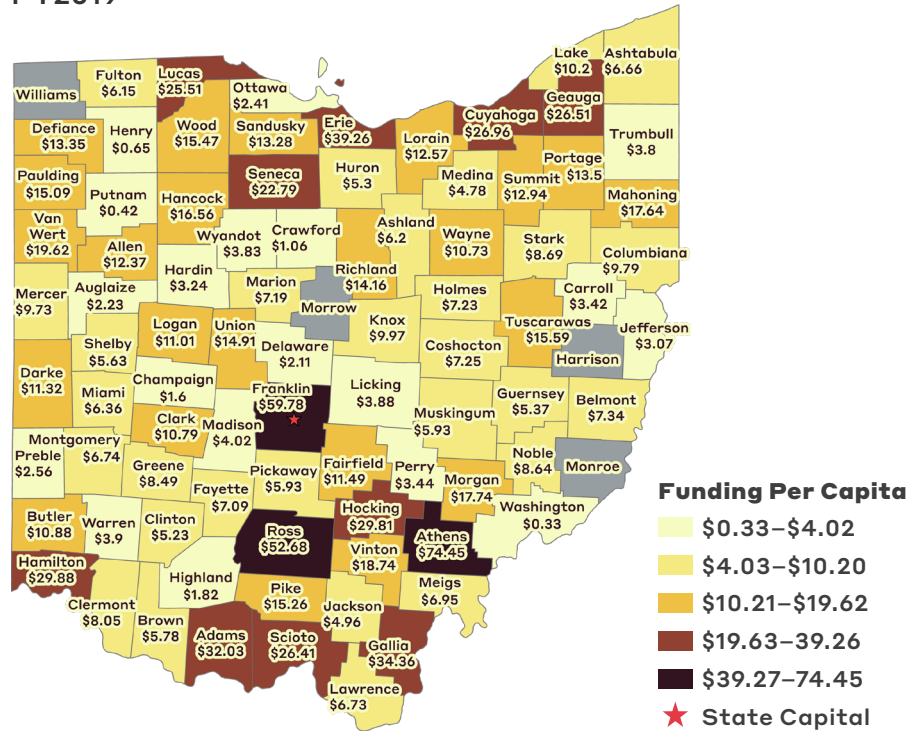 Williams
Fulton
$6.15
Lucas
$25.51
Ottawa
$2.41
Lake
$10.2
Ashtabula
$6.66
Geauga
$26.51
Cuyahoga
$26.96
Defiance
$13.35
Henry
$0.65
Wood
$15.47
Sandusky
$13.28
Erie
$39.26
Lorain
$12.57
Trumbull
$3.8
Paulding
$15.09
Putnam
$0.42
Hancock
$16.56
Seneca
$22.79
Huron
$5.3
Medina
$4.78
Summit
$12.94
Portage
$13.5
Mahoning
$17.64
Van
Wert
$19.62
Allen
$12.37
Wyandot
$3.83
Crawford
$1.06
Ashland
$6.2
Wayne
$10.73
Stark
$8.69
Columbiana
$9.79
Mercer
$9.73
Auglaize
$2.23
Hardin
$3.24
Marion
$7.19
Richland
$14.16
Morrow
Holmes
$7.23
Carroll
$3.42
Tuscarawas
$15.59
Jefferson
$3.07
Harrison
Shelby
$5.63
Logan
$11.01
Union
$14.91
Delaware
$2.11
Knox
$9.97
Coshocton
$7.25
Darke
$11.32
Miami
$6.36
Champaign
$1.6
Franklin
$59.78
Licking
$3.88
Muskingum
$5.93
Guernsey
$5.37
Belmont
$7.34
Clark
$10.79
Madison
$4.02
Montgomery
$6.74
Preble
$2.56
Greene
$8.49
Fayette
$7.09
Pickaway
$5.93
Fairfield
$11.49
Perry
$3.44
Morgan
$17.74
Noble
$8.64
Monroe
Butler
$10.88
Warren
$3.9
Clinton
$5.23
Ross
$52.68
Hocking
$29.81
Athens
$74.45
Washington
$0.33
Hamilton
$29.88
Highland
$1.82
Vinton
$18.74
Meigs
$6.95
Clermont
$8.05
Brown
$5.78
Adams
$32.03
Pike
$15.26
Scioto
$26.41
Jackson
$4.96
Gallia
$34.36
Lawrence
$6.73
Funding Per Capita
$0.33–$4.02
$4.03–$10.20
$10.21–$19.62
$19.63–39.26
$39.27–74.45
State Capital